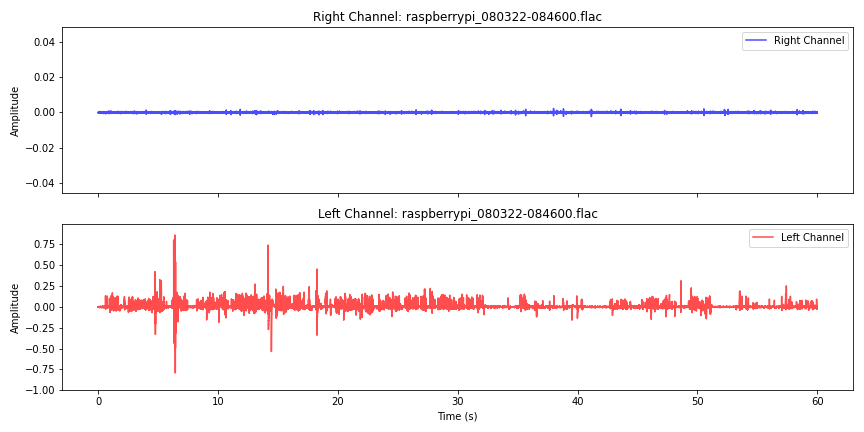 Right Channel: raspberrypi_080322-084600.flac
Right Channel
Amplitude
0.04
0.02
0.00
−0.02
−0.04
Left Channel: raspberrypi_080322-084600.flac
Left Channel
Amplitude
0.75
0.50
0.25
0.00
−0.25
−0.50
−0.75
−1.00
0 10 20 30 40 50 60
Time (s)